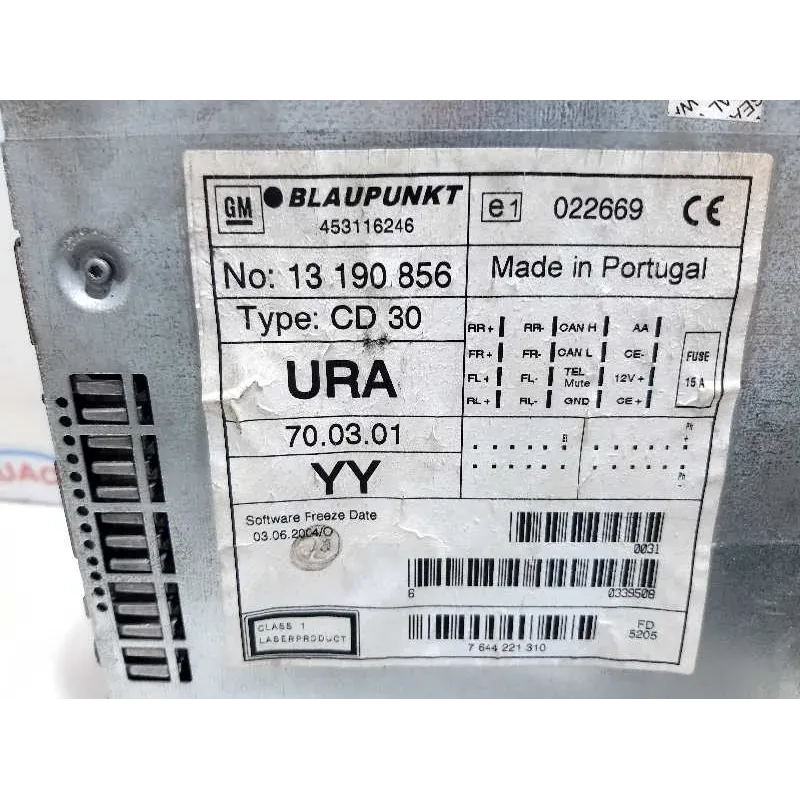 GM BLAUPUNKT
453116246
e1 022669 CE
No: 13 190 856
Made in Portugal
Type: CD 30
RR+ RR- CAN H AA
FR+ FR- CAN L CE-
FL+ FL- TEL Mute 12V+
RL+ RL- GND CE+
FUSE
15 A
URA
70.03.01
YY
Software Freeze Date
03.06.2004/O
0031
6 0339508
CLASS 1
LASERPRODUCT
7 644 221 310
FD
5205